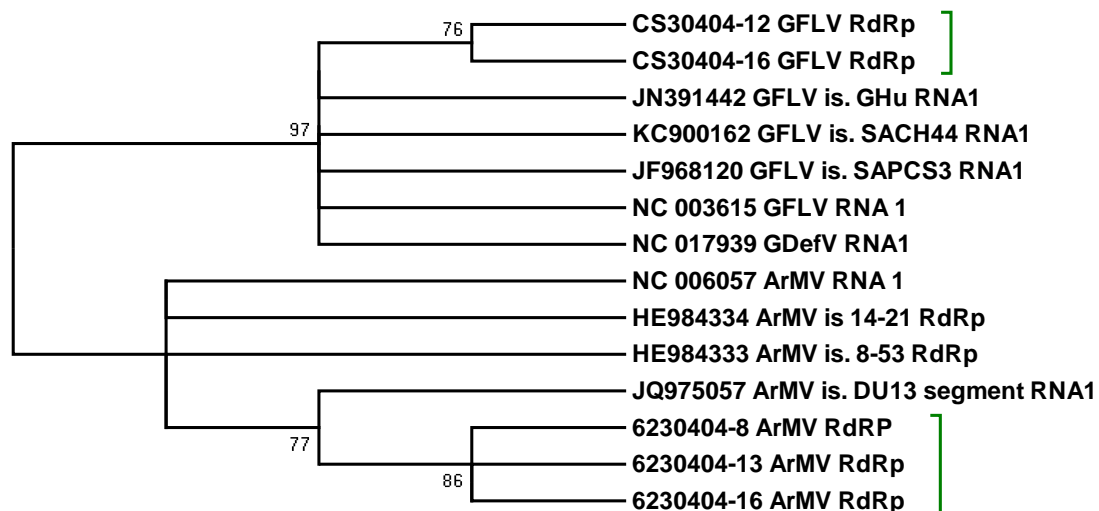 76
CS30404-12 GFLV RdRp
CS30404-16 GFLV RdRp
JN391442 GFLV is. GHu RNA1
97
KC900162 GFLV is. SACH44 RNA1
JF968120 GFLV is. SAPCS3 RNA1
NC 003615 GFLV RNA 1
NC 017939 GDefV RNA1
NC 006057 ArMV RNA 1
HE984334 ArMV is 14-21 RdRp
HE984333 ArMV is. 8-53 RdRp
JQ975057 ArMV is. DU13 segment RNA1
6230404-8 ArMV RdRP
77
6230404-13 ArMV RdRp
86
6230404-16 ArMV RdRp